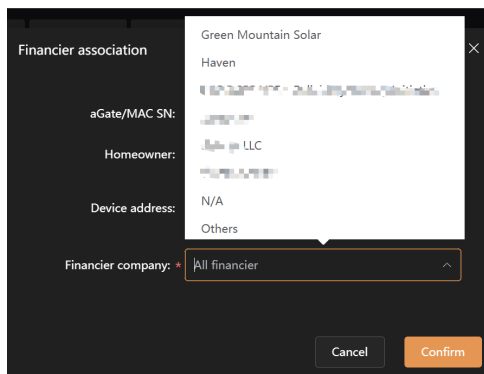 Green Mountain Solar
Financier association
Haven
aGate/MAC SN:
LLC
Homeowner:
Device address:
N/A
Others
Financier company: *
All financier
Cancel
Confirm